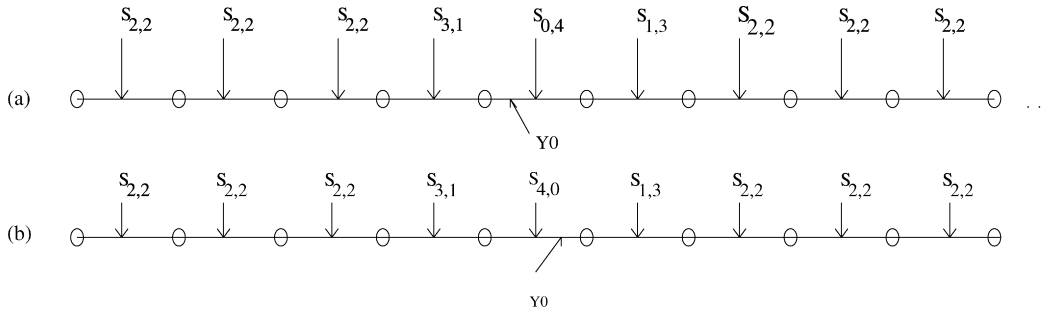 S2,2 S2,2 S2,2 S3,1 S0,4 S1,3 S2,2 S2,2 S2,2
(a) . .
Y0
S2,2 S2,2 S2,2 S3,1 S4,0 S1,3 S2,2 S2,2 S2,2
(b)
Y0